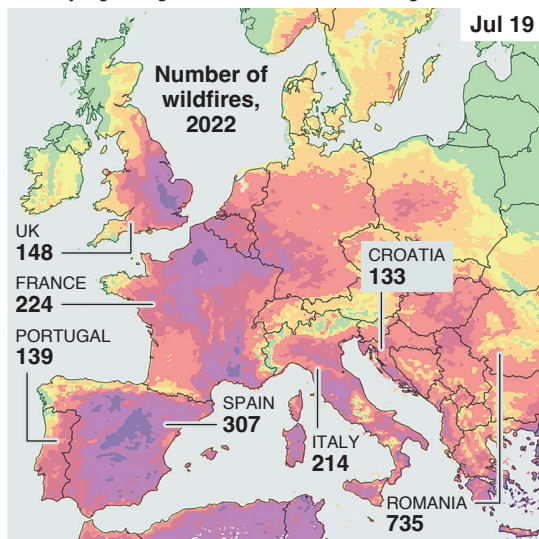 Jul 19
Number of
wildfires,
2022
UK
148
FRANCE
224
PORTUGAL
139
CROATIA
133
SPAIN
307
ITALY
214
ROMANIA
735